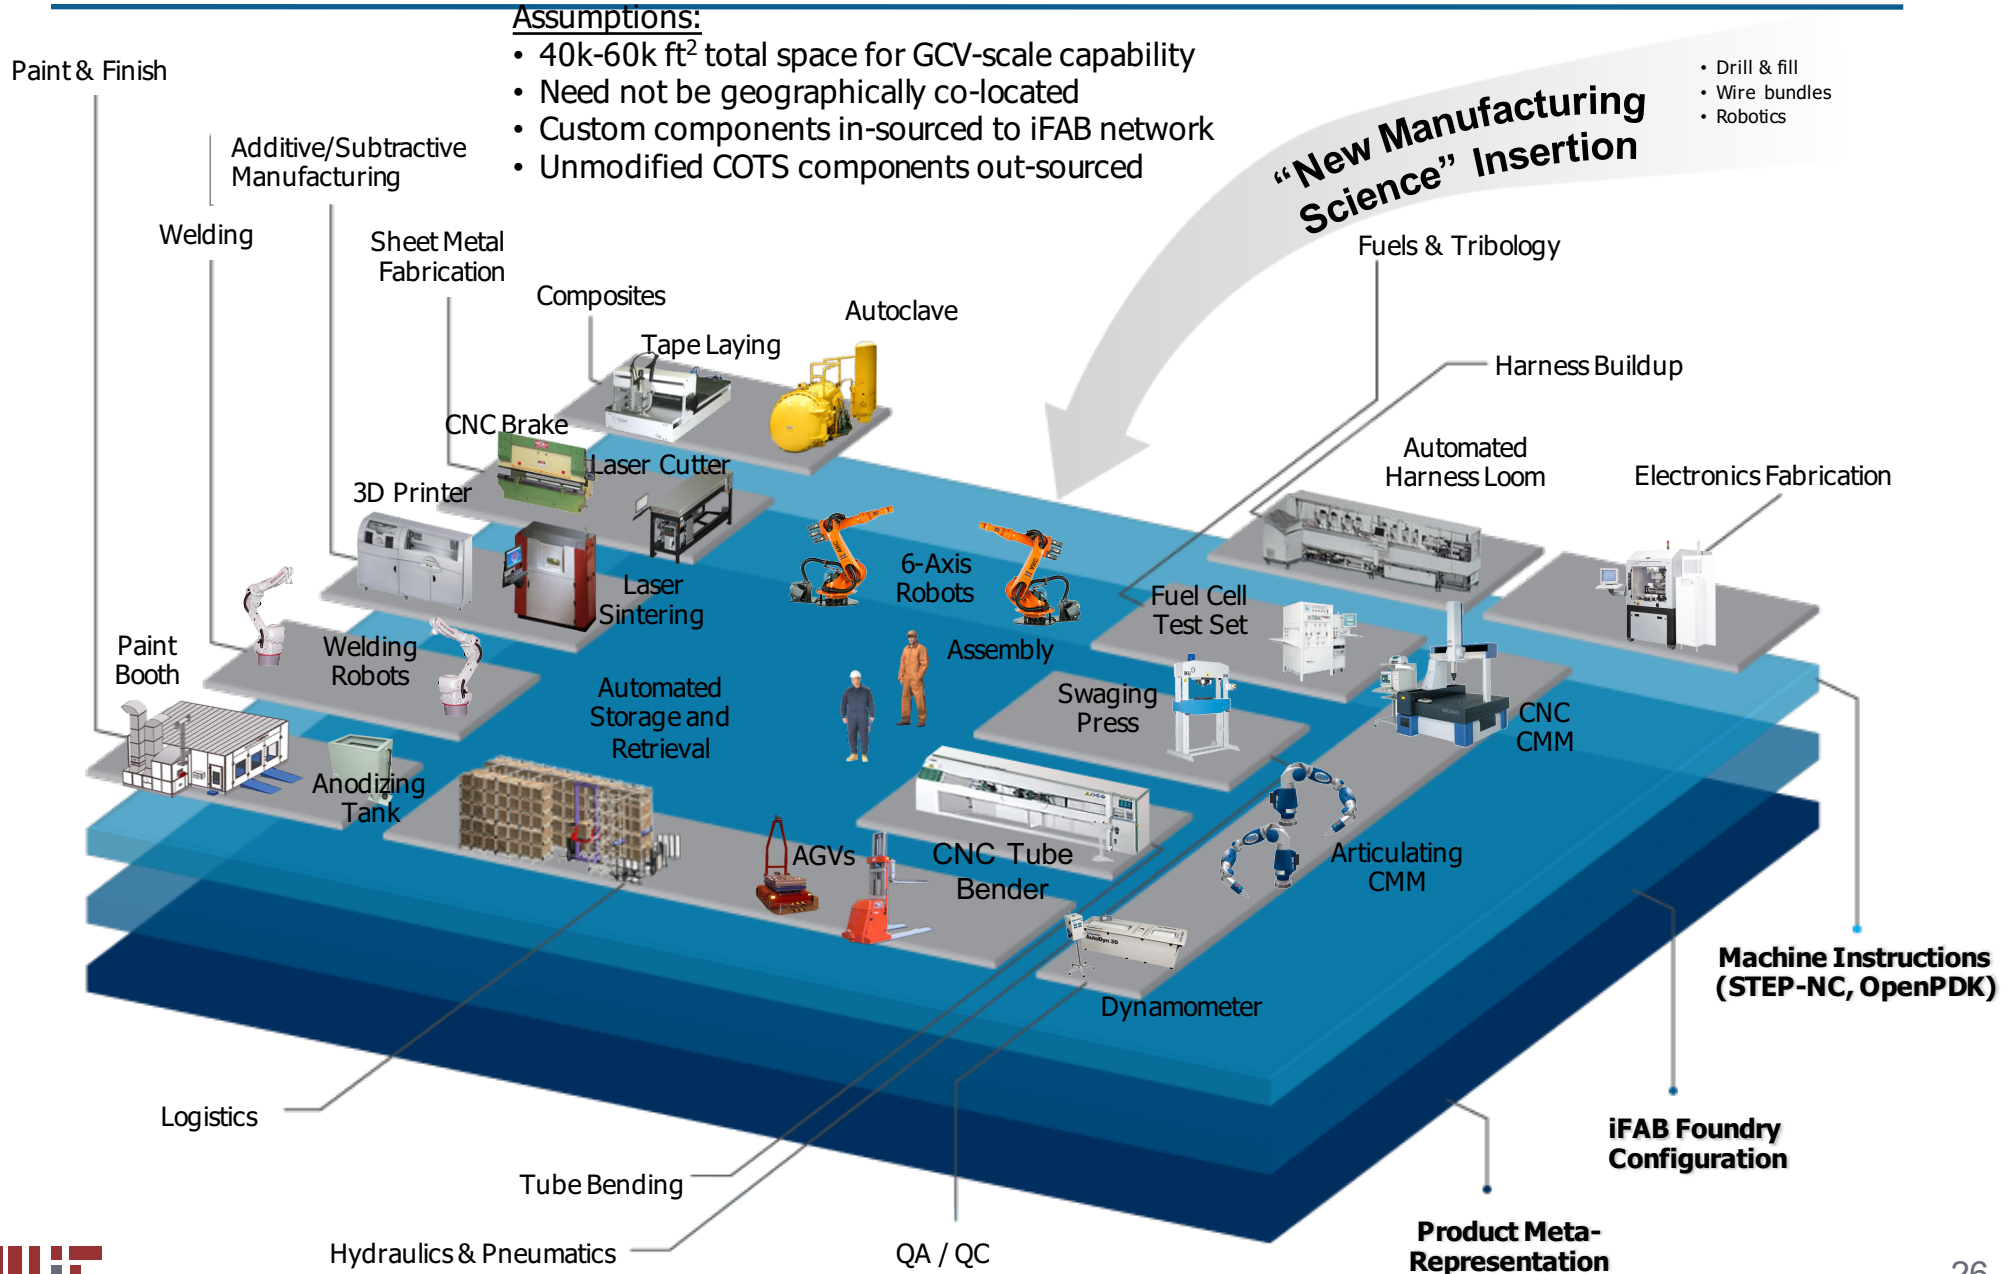 Assumptions:
• 40k-60k ft2 total space for GCV-scale capability
• Need not be geographically co-located
• Custom components in-sourced to iFAB network
• Unmodified COTS components out-sourced
• Drill & fill
• Wire bundles
• Robotics
“New Manufacturing
Science” Insertion
Paint & Finish
Additive/Subtractive
Manufacturing
Welding
Sheet Metal
Fabrication
Composites
Tape Laying
Autoclave
Fuels & Tribology
Harness Buildup
Automated
Harness Loom
Electronics Fabrication
CNC Brake
Laser Cutter
3D Printer
Laser
Sintering
6-Axis
Robots
Assembly
Fuel Cell
Test Set
Paint
Booth
Welding
Robots
Automated
Storage and
Retrieval
Swaging
Press
CNC
CMM
Anodizing
Tank
AGVs
CNC Tube
Bender
Articulating
CMM
AutoDyn 30
Dynamometer
Machine Instructions
(STEP-NC, OpenPDK)
Logistics
iFAB Foundry
Configuration
Tube Bending
Hydraulics & Pneumatics
QA / QC
Product Meta-
Representation
26